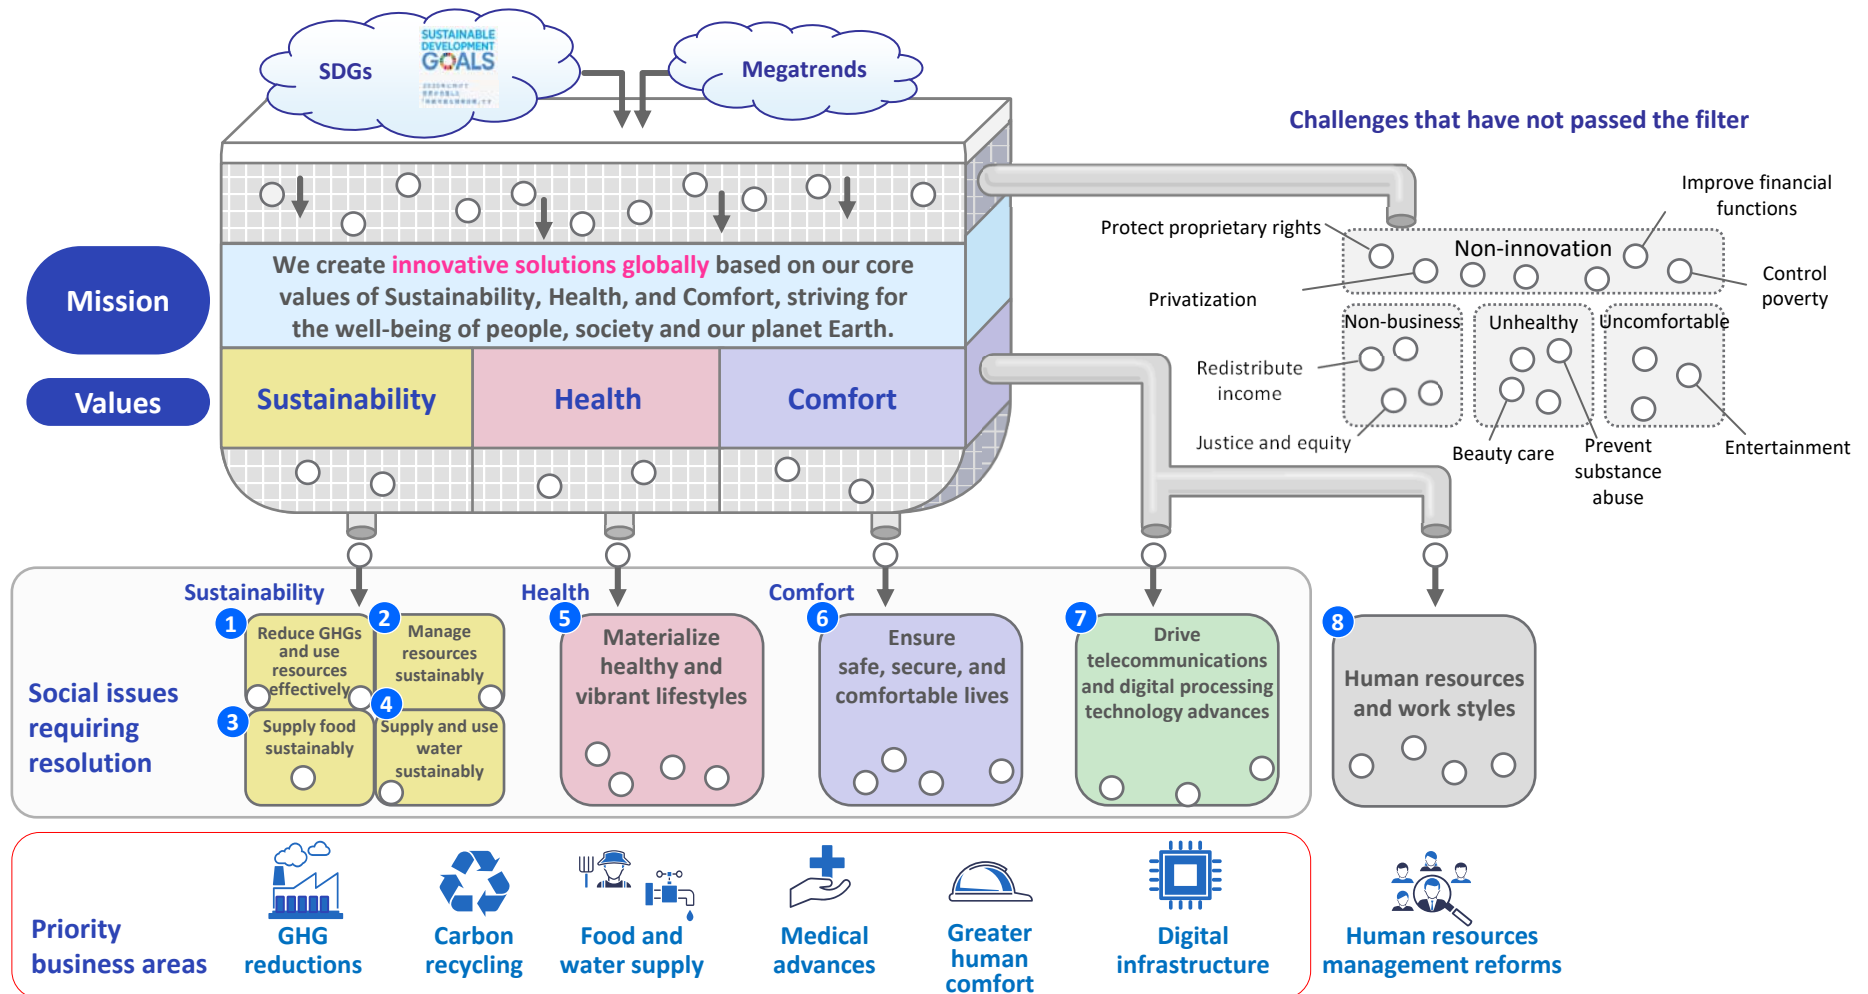 SDGs
SUSTAINABLE
DEVELOPMENT
GOALS
Megatrends
Challenges that have not passed the filter
Improve financial
functions
Protect proprietary rights
Non-innovation
Control
poverty
Privatization
Non-business
Unhealthy
Uncomfortable
Redistribute
income
Justice and equity
Beauty care
Prevent
substance
abuse
Entertainment
Mission
We create innovative solutions globally based on our core
values of Sustainability, Health, and Comfort, striving for
the well-being of people, society and our planet Earth.
Values
Sustainability
Health
Comfort
Social issues
requiring
resolution
Sustainability
1
Reduce GHGs
and use
resources
effectively
2
Manage
resources
sustainably
3
Supply food
sustainably
4
Supply and use
water
sustainably
Health
5
Materialize
healthy and
vibrant lifestyles
Comfort
6
Ensure
safe, secure, and
comfortable lives
7
Drive
telecommunications
and digital processing
technology advances
8
Human resources
and work styles
Priority
business areas
GHG
reductions
Carbon
recycling
Food and
water supply
Medical
advances
Greater
human
comfort
Digital
infrastructure
Human resources
management reforms